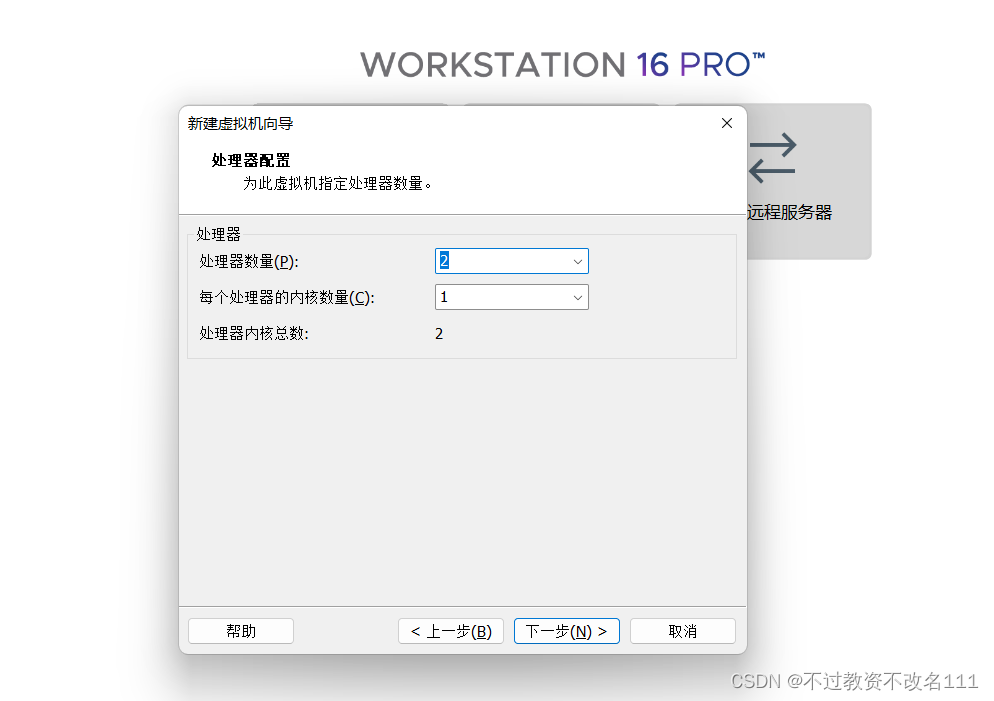 WORKSTATION 16 PRO™
新建虚拟机向导
处理器配置
为此虚拟机指定处理器数量。
远程服务器
处理器
处理器数量(P):
2
每个处理器的内核数量(C):
1
处理器内核总数:
2
帮助
< 上一步(B)
下一步(N) >
取消
CSDN @不过教资不改名111